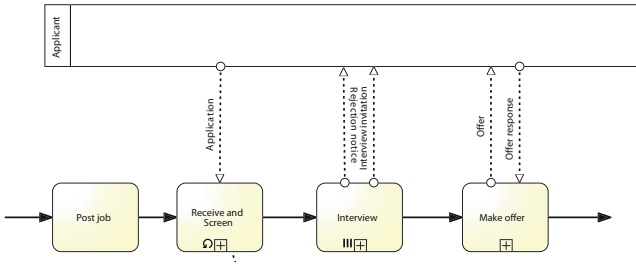 Applicant
Application
Rejection notice
Interview invitation
Offer
Offer response
Post job
Receive and
Screen
Interview
Make offer